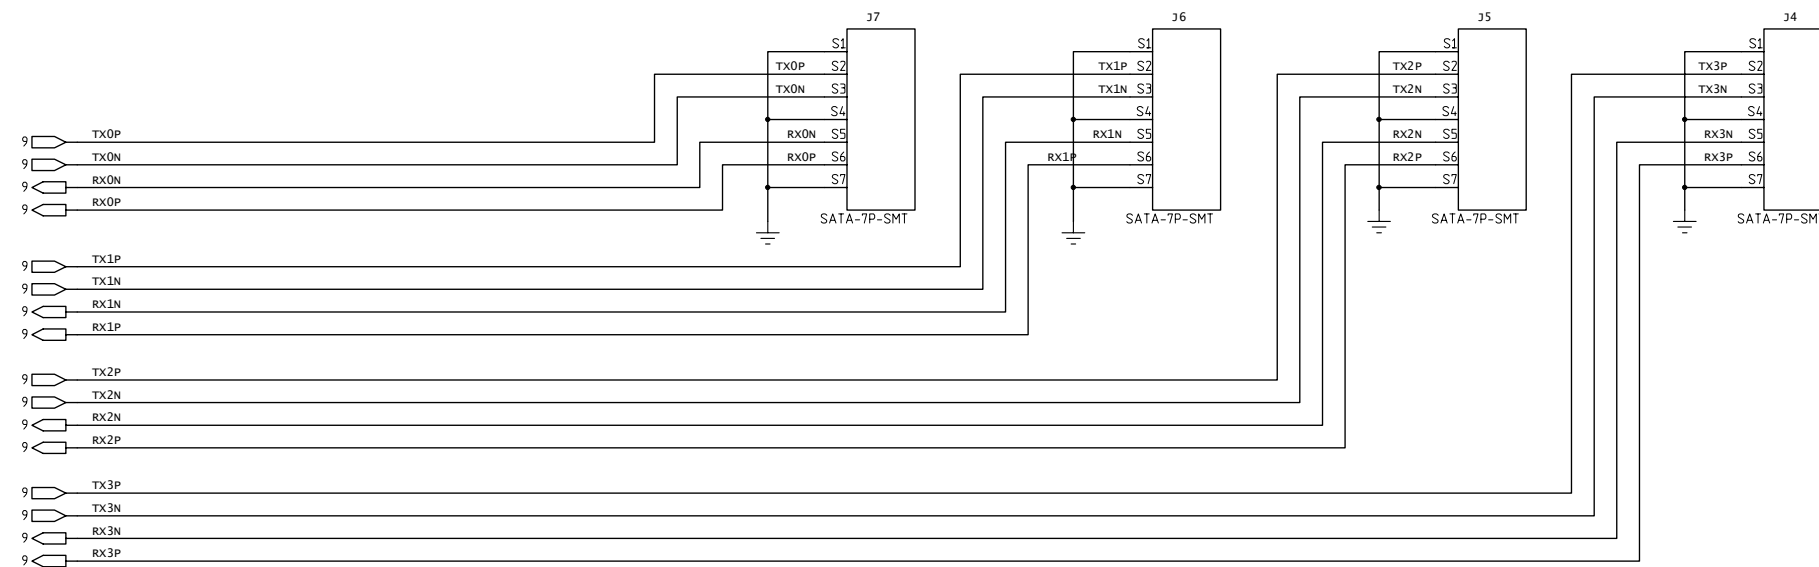 J7 J6 J5 J4
S1 S1 S1 S1
TX0P S2 TX1P S2 TX2P S2 TX3P S2
TX0N S3 TX1N S3 TX2N S3 TX3N S3
S4 S4 S4 S4
9 TX0P RX0N S5 RX1N S5 RX2N S5 RX3N S5
9 TX0N RX0P S6 RX1P S6 RX2P S6 RX3P S6
9 RX0N S7 S7 S7 S7
9 RX0P
SATA-7P-SMT SATA-7P-SMT SATA-7P-SMT SATA-7P-SM
9 TX1P
9 TX1N
9 RX1N
9 RX1P
9 TX2P
9 TX2N
9 RX2N
9 RX2P
9 TX3P
9 TX3N
9 RX3N
9 RX3P